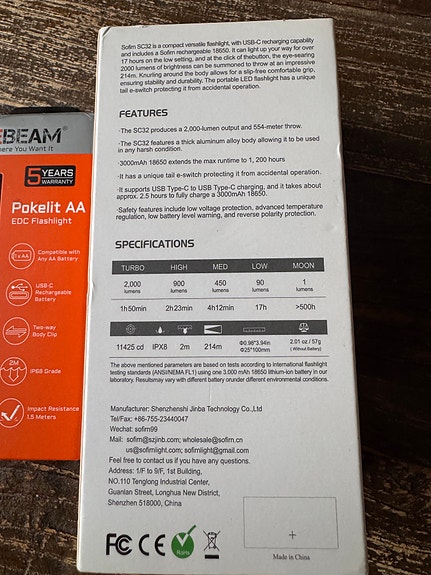 Sofirn SC32 is a compact versatile flashlight, with USB-C recharging capability
and includes a Sofirn rechargeable 18650. It can light up your way for over
17 hours on the low setting, and at the click of thebutton, the eye-searing
2000 lumens of brightness can be summoned to throw at an impressive
214m. Knurling around the body allows for a slip-free comfortable grip,
ensuring stability and durability. The portable LED flashlight has a unique
tail e-switch protecting it from accidental operation.
FEATURES
·The SC32 produces a 2,000-lumen output and 554-meter throw.
·The SC32 features a thick aluminum alloy body allowing it to be used
in any harsh condition.
·3000mAh 18650 extends the max runtime to 1, 200 hours
·It has a unique tail e-switch protecting it from accidental operation.
·It supports USB Type-C to USB Type-C charging, and it takes about
approx. 2.5 hours to fully charge a 3000mAh 18650.
·Safety features include low voltage protection, advanced temperature
regulation, low battery level warning, and reverse polarity protection.
SPECIFICATIONS
TURBO HIGH MED LOW MOON
2,000 900 450 90 1
lumens lumens lumens lumens lumens
1h50min 2h23min 4h12min 17h >500h
11425 cd IPX8 2m 214m Φ0.98*3.94in 2.01 oz / 57g
Φ25*100mm ( Without Battery)
The above mentioned parameters are based on tests according to international flashlight
testing standards (ANSI/NEMA FL1) using one 3.000 mAh 18650 lithium-ion battery in our
laboratory. Resultsmay vary with different battery orunder different environmental conditions.
Manufacturer: Shenzhenshi Jinba Technology Co.,Ltd
Tel/Fax: +86-755-23440047
Wechat: sofirn99
Mail: sofirn@szjnb.com; wholesale@sofirn.cn
us@sofirnlight.com; sofirnlight@gmail.com
Feel free to contact us if you have any questions.
Address: 1/F to 9/F, 1st Building,
NO.110 Tenglong Industrial Center,
Guanlan Street, Longhua New District,
Shenzhen 518000, China
FC CE RoHS
Made in China
EBEAM®
here You Want it
5 YEARS
WARRANTY
Pokelit AA
EDC Flashlight
1 x AA
Compatible with
Any AA Battery
USB-C
Rechargeable
Battery
Two-way
Body Clip
2M
IP68 Grade
Impact Resistance
1.5 Meters